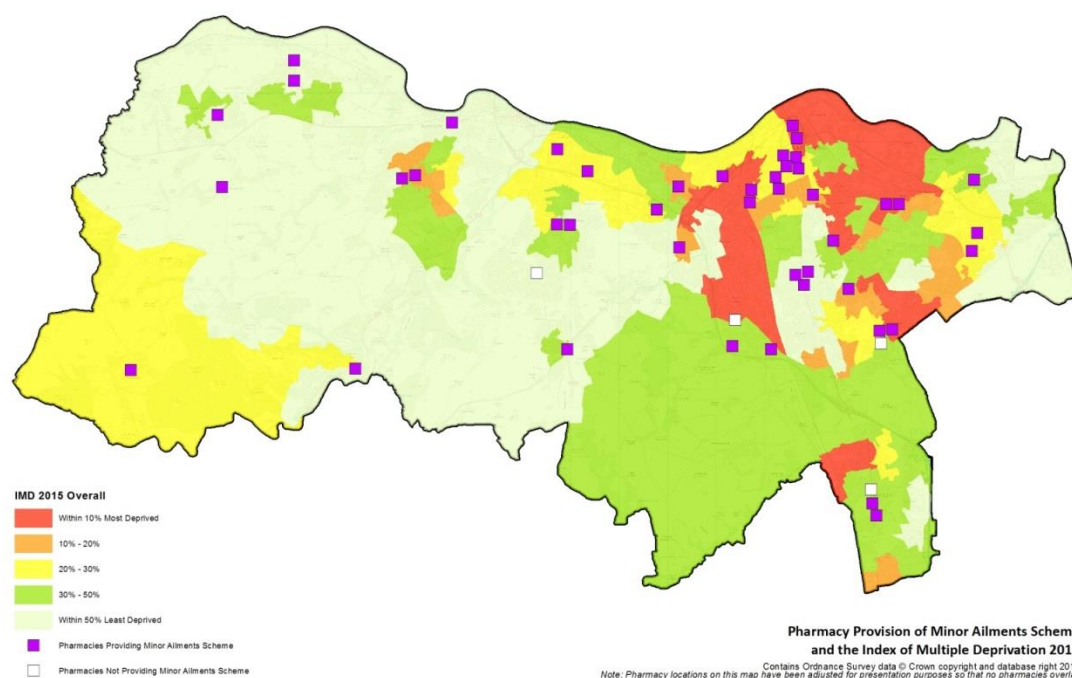 IMD 2015 Overall
Within 10% Most Deprived
10% - 20%
20% - 30%
30% - 50%
Within 50% Least Deprived
Pharmacies Providing Minor Ailments Scheme
Pharmacies Not Providing Minor Ailments Scheme
Pharmacy Provision of Minor Ailments Schem
and the Index of Multiple Deprivation 201
Contains Ordnance Survey data © Crown copyright and database right 201
Note: Pharmacy locations on this map have been adjusted for presentation purposes so that no pharmacies overla